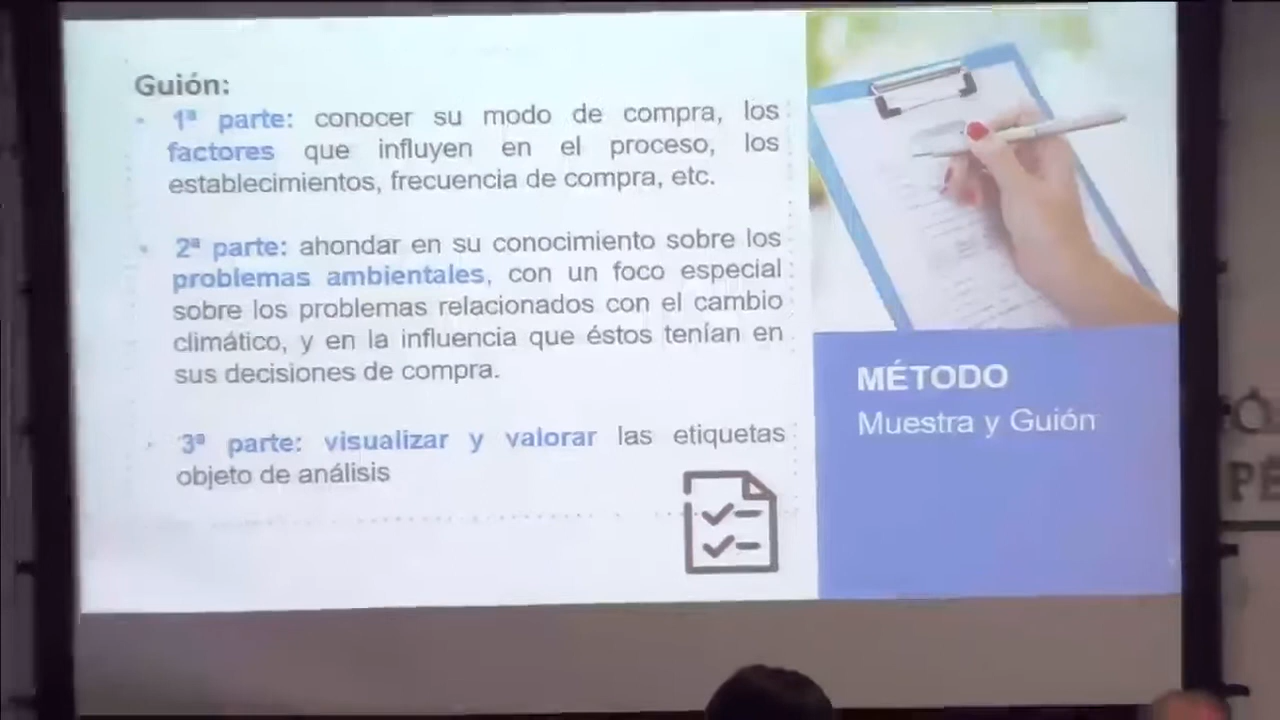 Guión:
1ª parte: conocer su modo de compra, los
factores que influyen en el proceso, los
establecimientos, frecuencia de compra, etc.
2ª parte: ahondar en su conocimiento sobre los
problemas ambientales, con un foco especial
sobre los problemas relacionados con el cambio
climático, y en la influencia que éstos tenían en
sus decisiones de compra.
3ª parte: visualizar y valorar las etiquetas
objeto de análisis
MÉTODO
Muestra y Guión